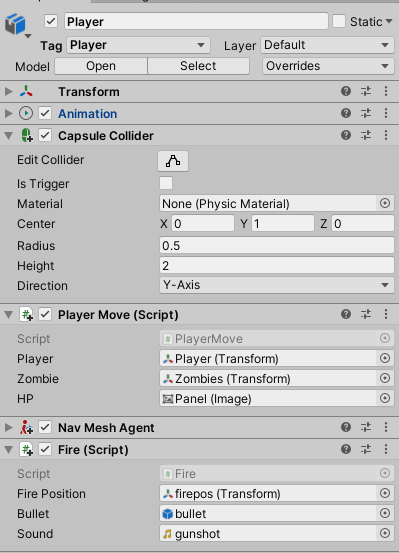 Player Static
Tag Player Layer Default
Model Open Select Overrides
Transform
Animation
Capsule Collider
Edit Collider
Is Trigger
Material None (Physic Material)
Center X 0 Y 1 Z 0
Radius 0.5
Height 2
Direction Y-Axis
Player Move (Script)
Script PlayerMove
Player Player (Transform)
Zombie Zombies (Transform)
HP Panel (Image)
Nav Mesh Agent
Fire (Script)
Script Fire
Fire Position firepos (Transform)
Bullet bullet
Sound gunshot